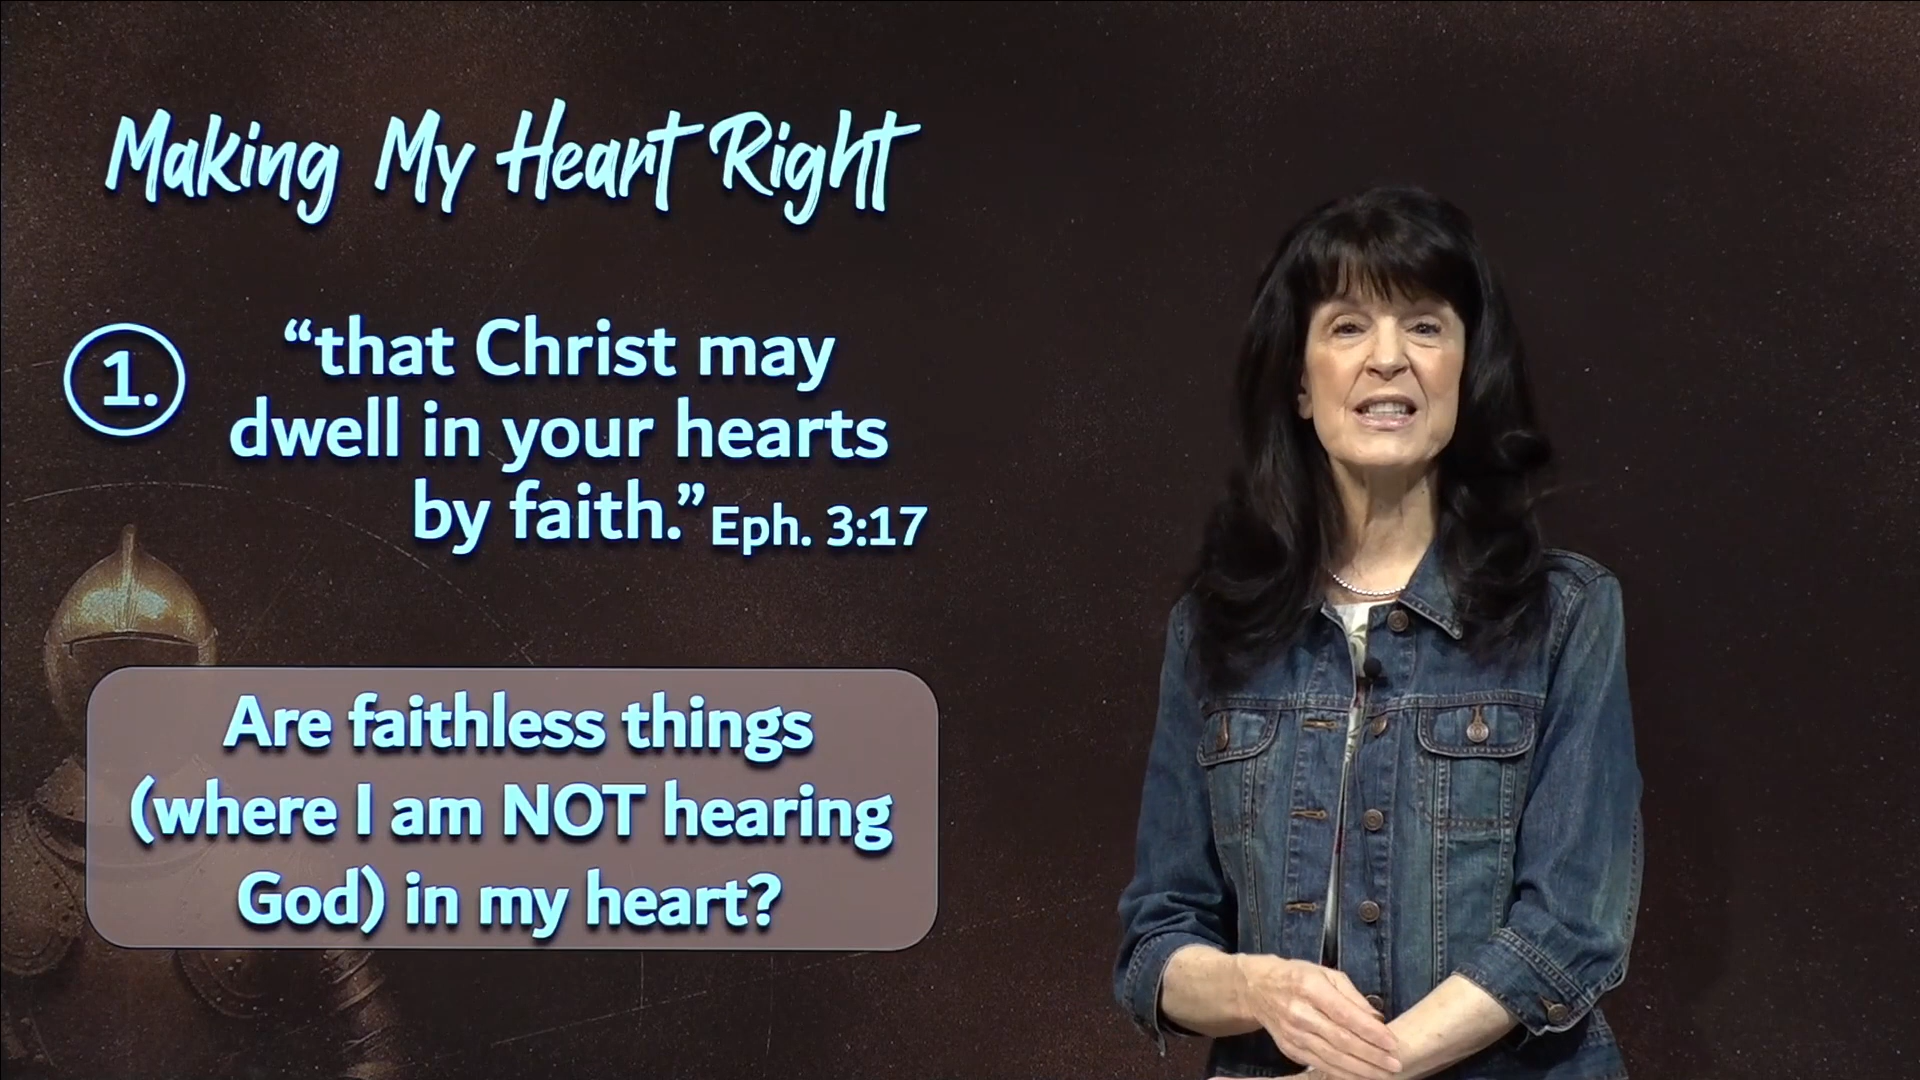 Making My Heart Right
1.
“that Christ may
dwell in your hearts
by faith.” Eph. 3:17
Are faithless things
(where I am NOT hearing
God) in my heart?